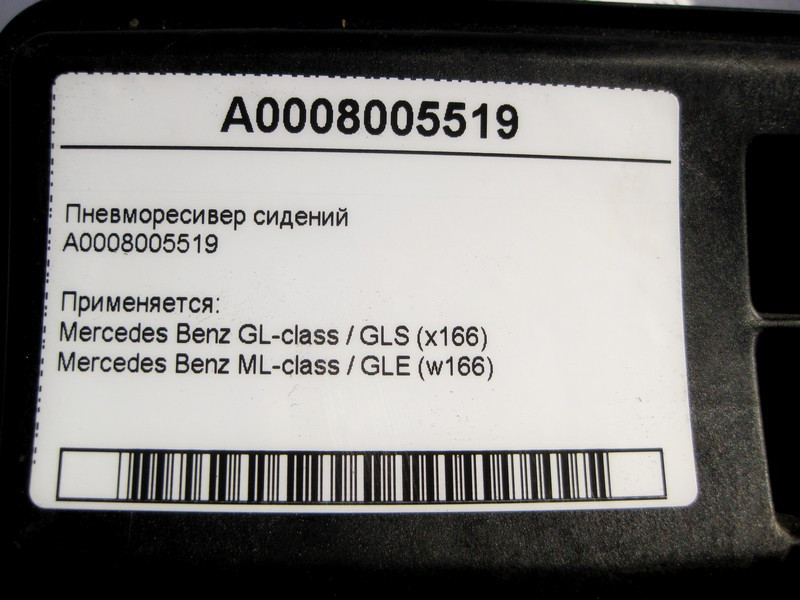 A0008005519
Пневморесивер сидений
A0008005519
Применяется:
Mercedes Benz GL-class / GLS (x166)
Mercedes Benz ML-class / GLE (w166)